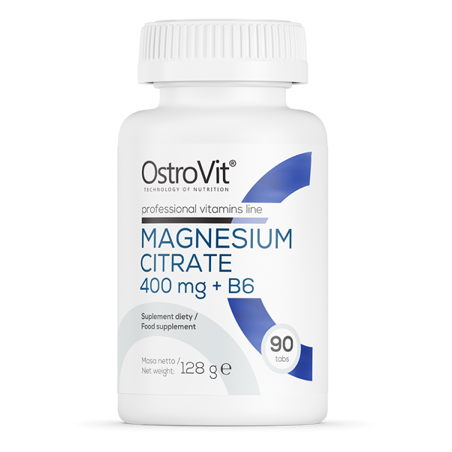 OstroVit®
TECHNOLOGY OF NUTRITION
professional vitamins line
MAGNESIUM
CITRATE
400 mg + B6
Suplement diety /
Food supplement
90
tabs
Masa netto /
Net weight: 128 g e